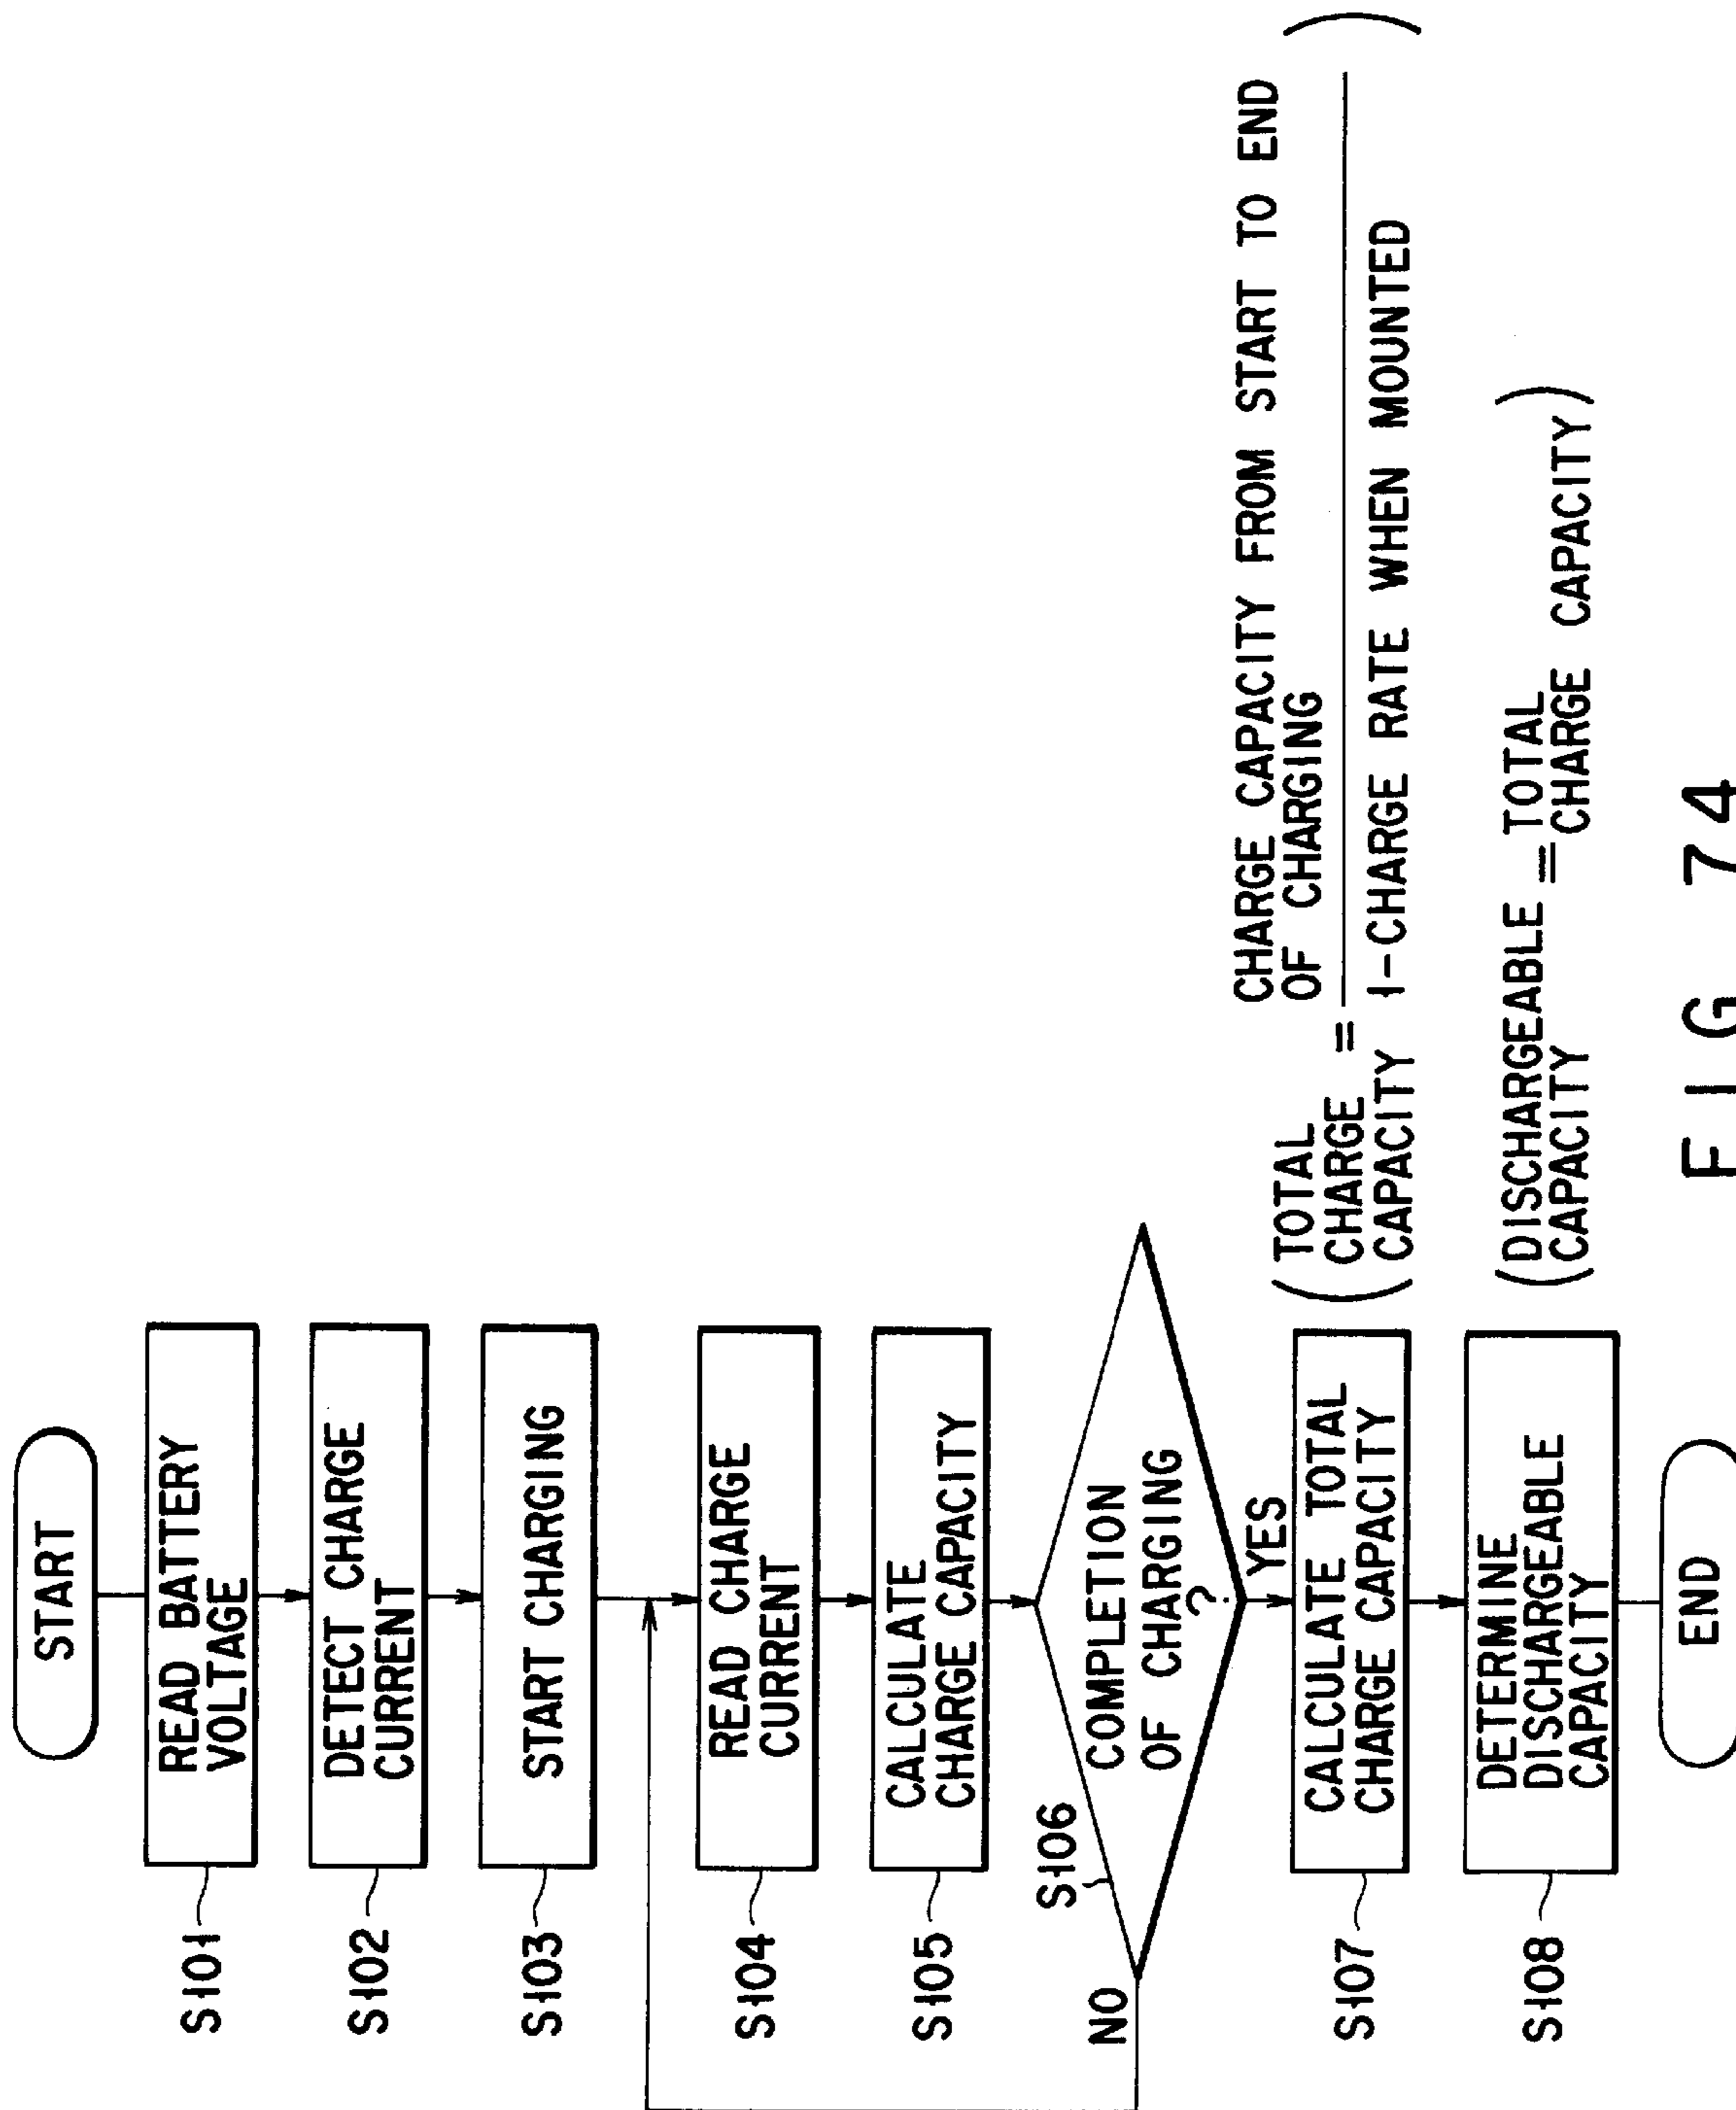 START
S101
READ BATTERY
VOLTAGE
S102
DETECT CHARGE
CURRENT
S103
START CHARGING
S104
READ CHARGE
CURRENT
S105
CALCULATE
CHARGE CAPACITY
S106
COMPLETION
OF CHARGING
?
NO
YES
S107
CALCULATE TOTAL
CHARGE CAPACITY
(TOTAL
CHARGE =
CAPACITY
CHARGE CAPACITY FROM START TO END
OF CHARGING
1-CHARGE RATE WHEN MOUNTED)
S108
DETERMINE
DISCHARGEABLE
CAPACITY
(DISCHARGEABLE = TOTAL
CAPACITY CHARGE CAPACITY)
END
FIG 74